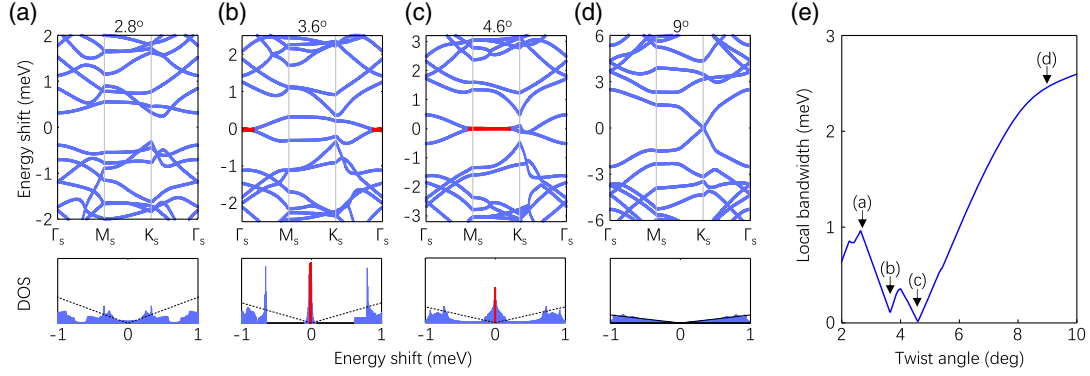 (a) (b) (c) (d) (e)
2.8° 3.6° 4.6° 9°
Energy shift (meV)
2 1 0 -1 -2
2 1 0 -1 -2
3 2 1 0 -1 -2 -3
6 3 0 -3 -6
Γs Ms Ks Γs Γs Ms Ks Γs Γs Ms Ks Γs Γs Ms Ks Γs
DOS
-1 0 1 -1 0 1 -1 0 1 -1 0 1
Energy shift (meV)
Local bandwidth (meV)
3
2
1
0
(a) (b) (c) (d)
2 4 6 8 10
Twist angle (deg)